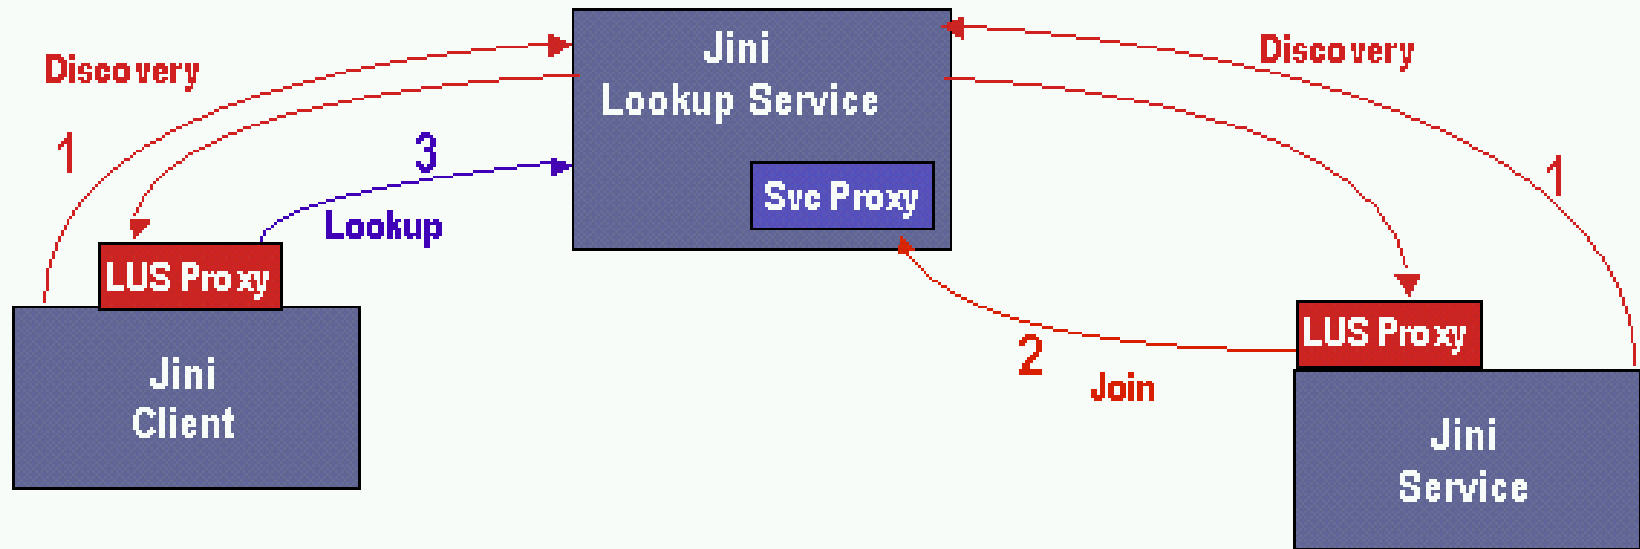 Jini
Lookup Service
Svc Proxy
Discovery
1
3
Lookup
LUS Proxy
Jini
Client
Discovery
1
2
Join
LUS Proxy
Jini
Service